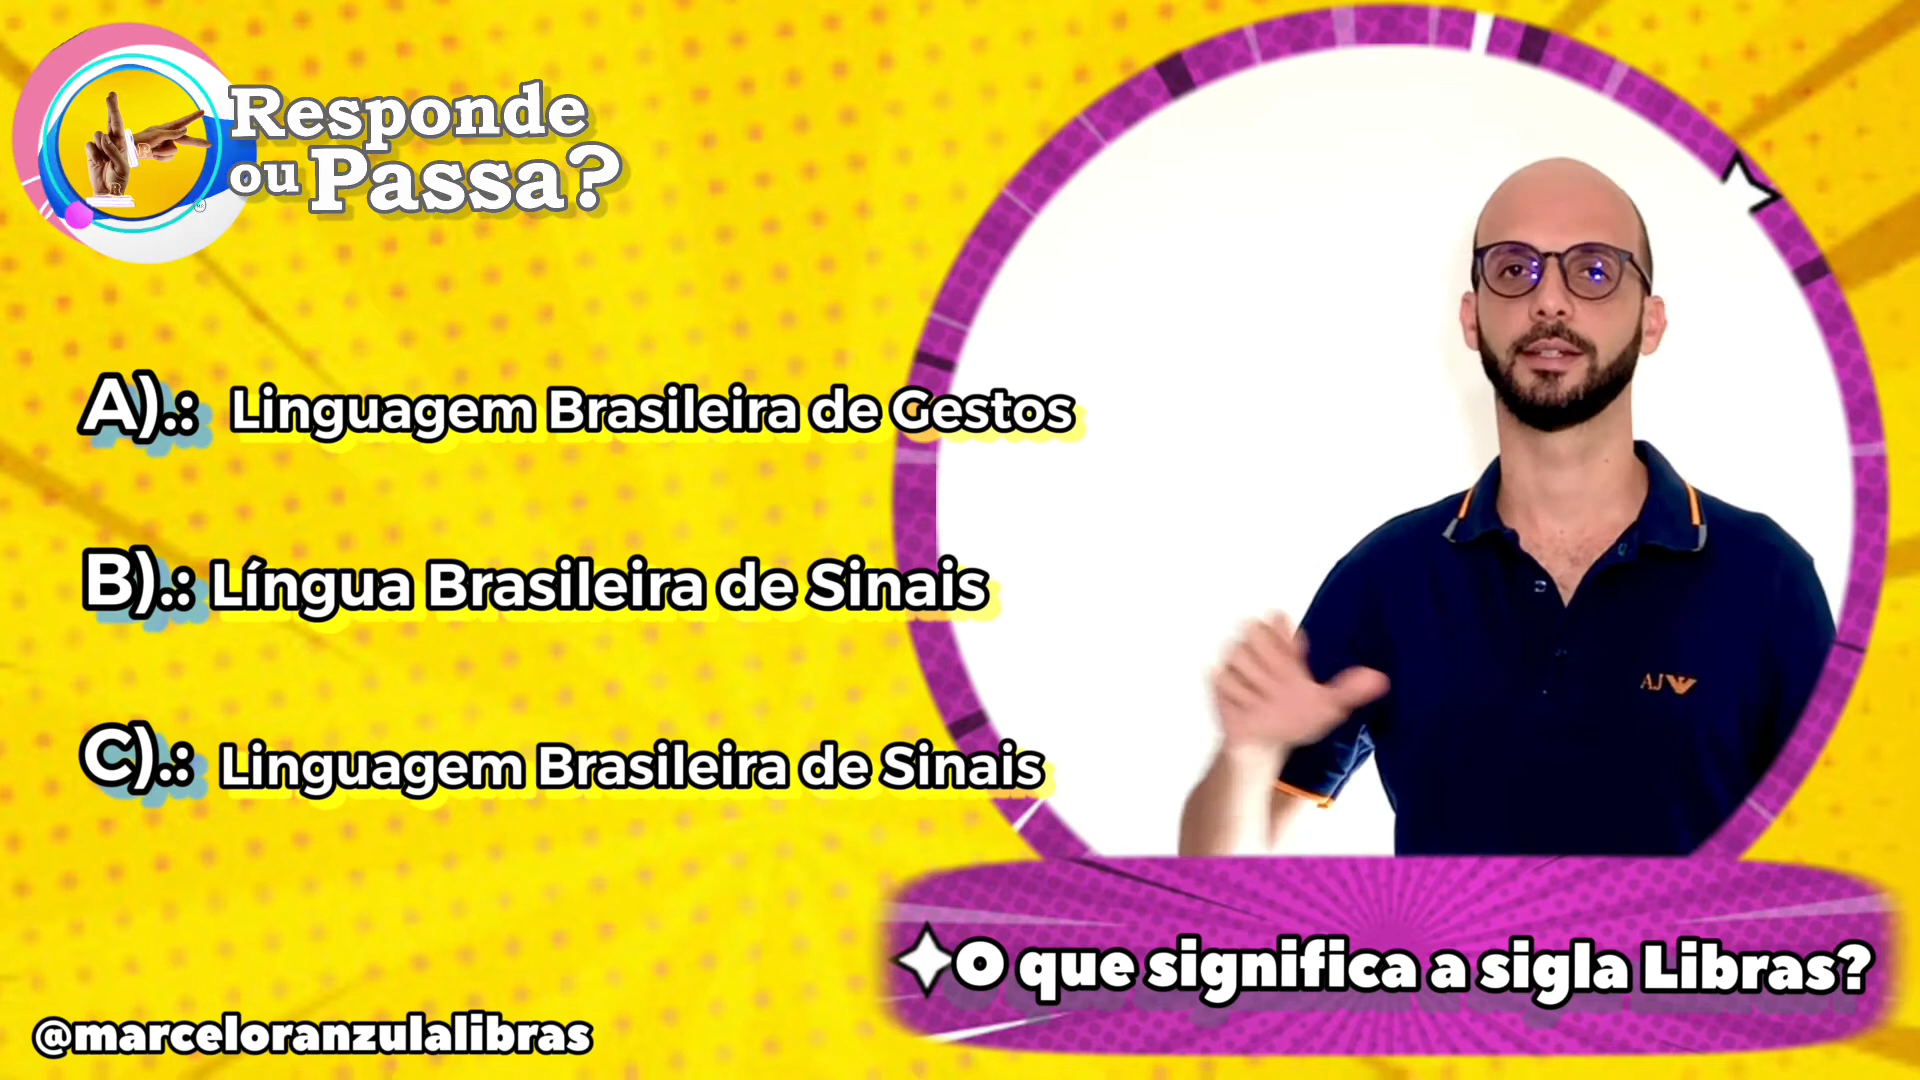 Responde
ou Passa?
A).: Linguagem Brasileira de Gestos
B).: Língua Brasileira de Sinais
C).: Linguagem Brasileira de Sinais
AJ
O que significa a sigla Libras?
@marceloranzulalibras